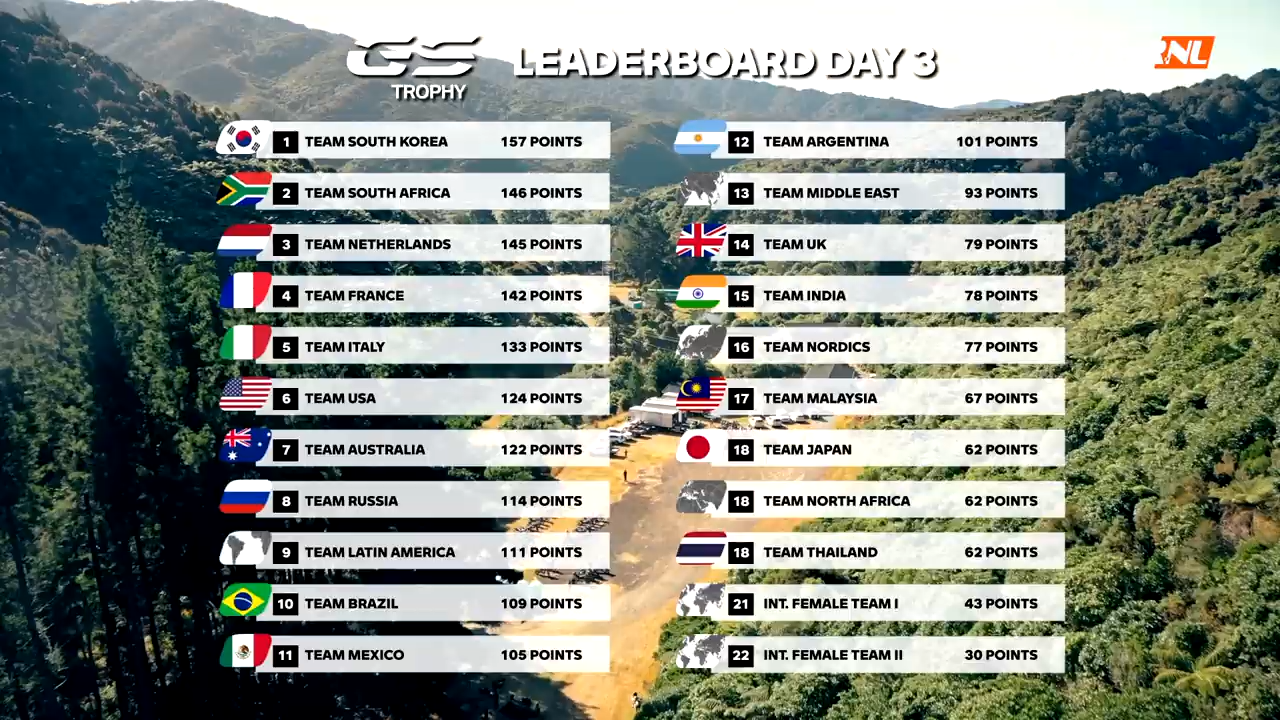 GS TROPHY
LEADERBOARD DAY 3
RNL
1 TEAM SOUTH KOREA 157 POINTS
2 TEAM SOUTH AFRICA 146 POINTS
3 TEAM NETHERLANDS 145 POINTS
4 TEAM FRANCE 142 POINTS
5 TEAM ITALY 133 POINTS
6 TEAM USA 124 POINTS
7 TEAM AUSTRALIA 122 POINTS
8 TEAM RUSSIA 114 POINTS
9 TEAM LATIN AMERICA 111 POINTS
10 TEAM BRAZIL 109 POINTS
11 TEAM MEXICO 105 POINTS
12 TEAM ARGENTINA 101 POINTS
13 TEAM MIDDLE EAST 93 POINTS
14 TEAM UK 79 POINTS
15 TEAM INDIA 78 POINTS
16 TEAM NORDICS 77 POINTS
17 TEAM MALAYSIA 67 POINTS
18 TEAM JAPAN 62 POINTS
18 TEAM NORTH AFRICA 62 POINTS
18 TEAM THAILAND 62 POINTS
21 INT. FEMALE TEAM I 43 POINTS
22 INT. FEMALE TEAM II 30 POINTS